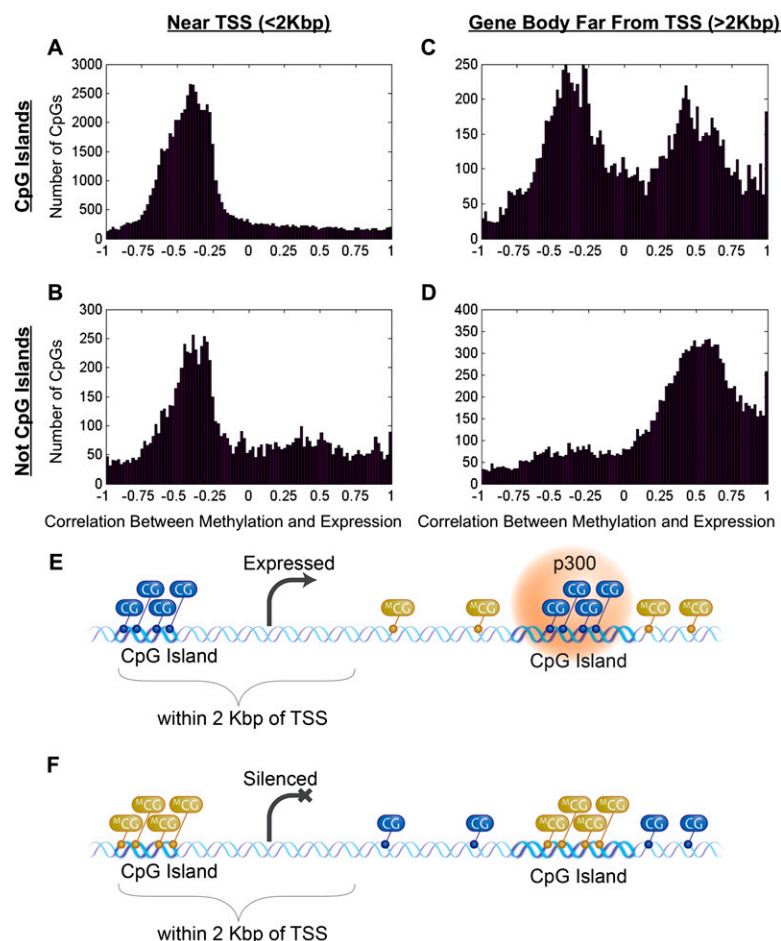 Near TSS (<2Kbp)
Gene Body Far From TSS (>2Kbp)
CpG Islands
A
Number of CpGs
3000
2500
2000
1500
1000
500
0
-1 -0.75 -0.5 -0.25 0 0.25 0.5 0.75 1
C
250
200
150
100
50
0
-1 -0.75 -0.5 -0.25 0 0.25 0.5 0.75 1
Not CpG Islands
B
Number of CpGs
300
250
200
150
100
50
0
-1 -0.75 -0.5 -0.25 0 0.25 0.5 0.75 1
Correlation Between Methylation and Expression
D
400
350
300
250
200
150
100
50
0
-1 -0.75 -0.5 -0.25 0 0.25 0.5 0.75 1
Correlation Between Methylation and Expression
E
Expressed
p300
CG CG
CG CG
CG CG
CG CG
MCG MCG
MCG MCG
CpG Island
CpG Island
within 2 Kbp of TSS
F
Silenced
MCG MCG
MCG MCG
CG CG
MCG MCG
MCG MCG
CG CG
CpG Island
CpG Island
within 2 Kbp of TSS